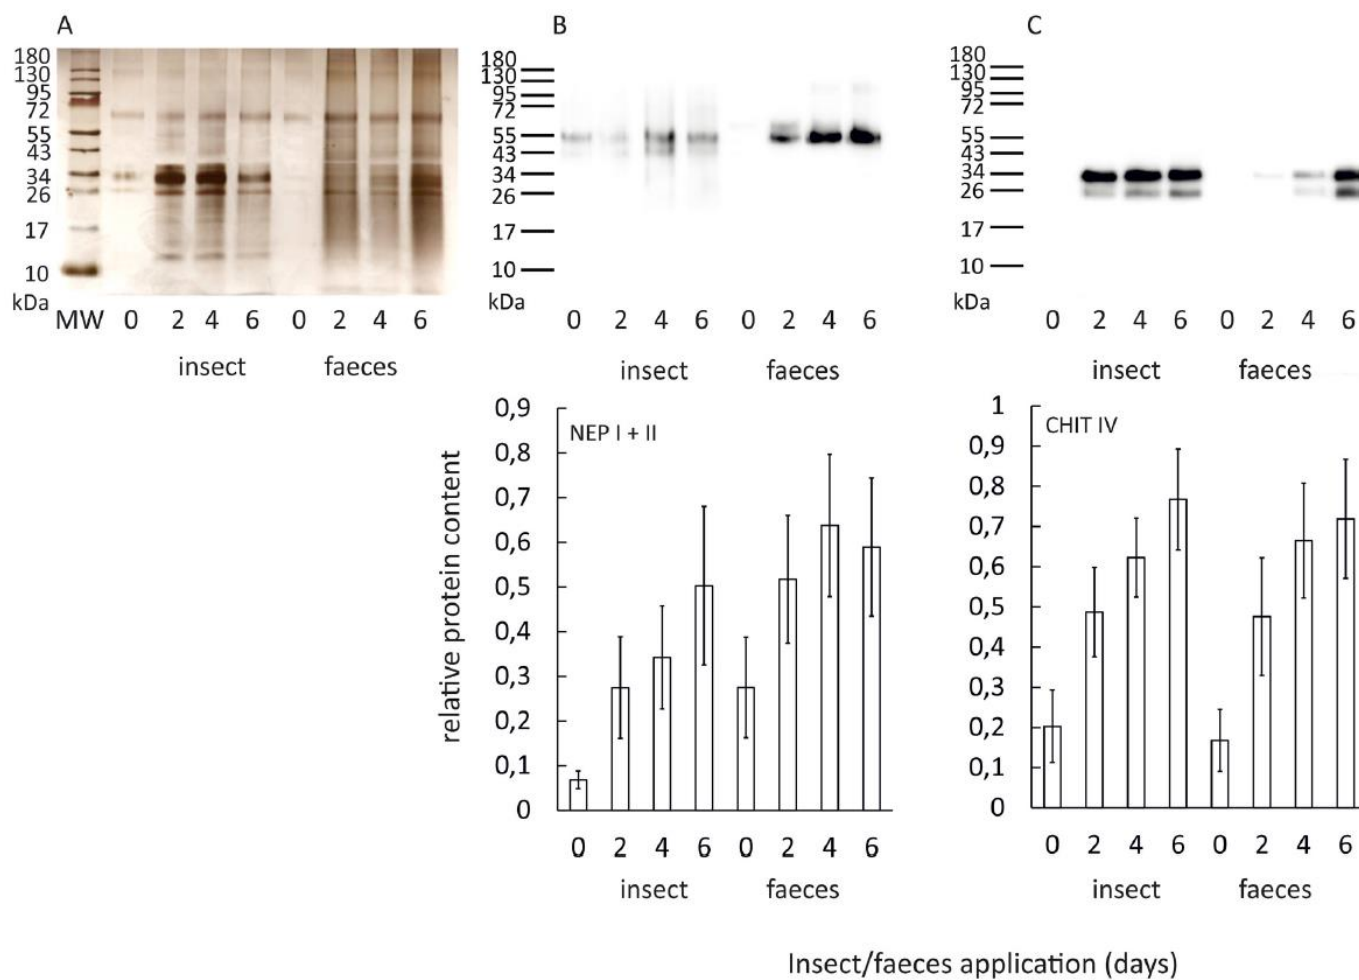 A
180
130
95
72
55
43
34
26
17
10
kDa
MW 0 2 4 6 0 2 4 6
insect faeces
B
180
130
95
72
55
43
34
26
17
10
kDa
0 2 4 6 0 2 4 6
insect faeces
C
180
130
95
72
55
43
34
26
17
10
kDa
0 2 4 6 0 2 4 6
insect faeces
relative protein content
0,9
0,8
0,7
0,6
0,5
0,4
0,3
0,2
0,1
0
NEP I + II
0 2 4 6 0 2 4 6
insect faeces
1
0,9
0,8
0,7
0,6
0,5
0,4
0,3
0,2
0,1
0
CHIT IV
0 2 4 6 0 2 4 6
insect faeces
Insect/faeces application (days)